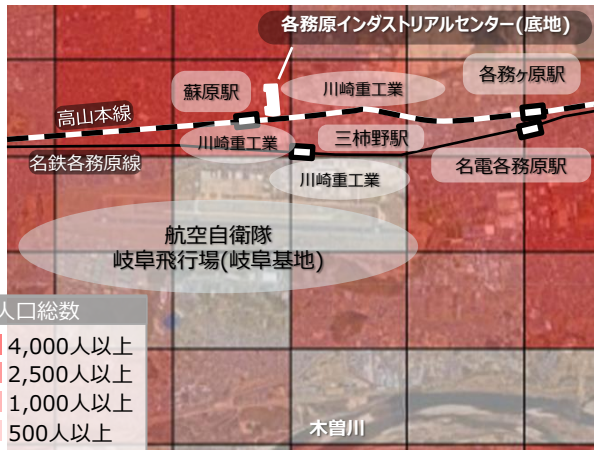 各務原インダストリアルセンター(底地)
各務ヶ原駅
川崎重工業
蘇原駅
高山本線
川崎重工業
三柿野駅
名鉄各務原線
名電各務原駅
川崎重工業
航空自衛隊
岐阜飛行場(岐阜基地)
人口総数
4,000人以上
2,500人以上
1,000人以上
500人以上
木曽川